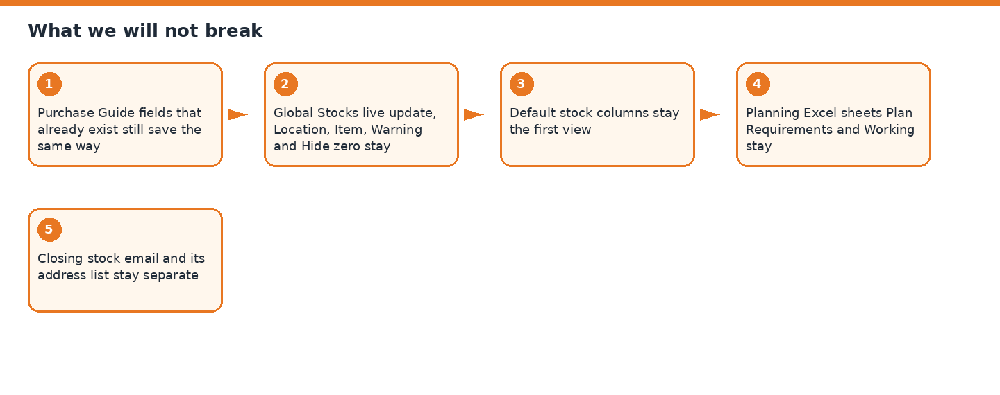 What we will not break
1
Purchase Guide fields that
already exist still save the
same way
2
Global Stocks live update,
Location, Item, Warning
and Hide zero stay
3
Default stock columns stay
the first view
4
Planning Excel sheets Plan
Requirements and Working
stay
5
Closing stock email and its
address list stay separate